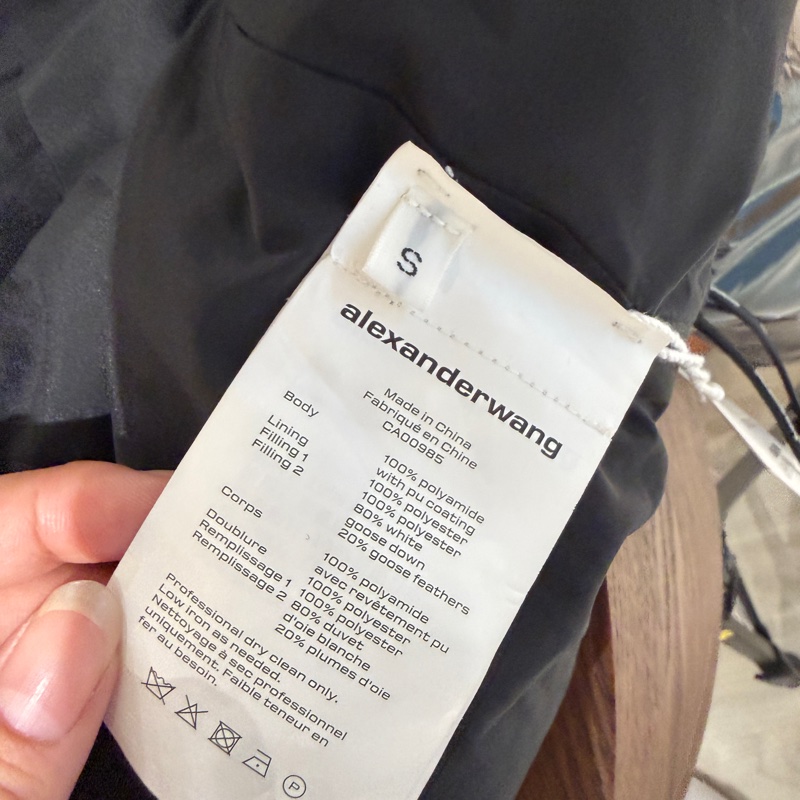 S
alexanderwang
Made in China
Fabriqué en Chine
CA00985
Body 100% polyamide
with pu coating
Lining 100% polyester
Filling 1 100% polyester
Filling 2 80% white
goose down
20% goose feathers
Corps 100% polyamide
avec revêtement pu
Doublure 100% polyester
Remplissage 1 100% polyester
Remplissage 2 80% duvet
d'oie blanche
20% plumes d'oie
Professional dry clean only.
Low iron as needed.
Nettoyage à sec professionnel
uniquement. Faible teneur en
fer au besoin.
P